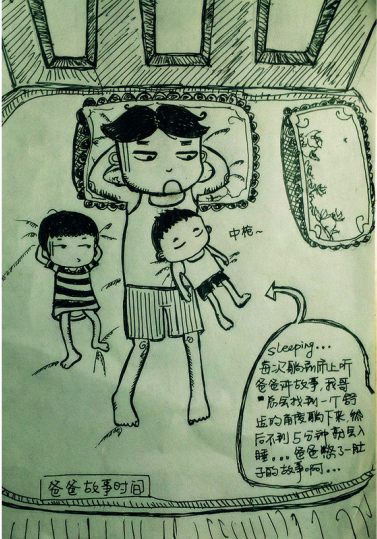 中枪~
sleeping...
每次躺到床上听
爸爸讲故事,我哥
总会找到一个舒
适的角度躺下来,然
后不到5分钟就会入
睡...爸爸憋了一肚
子的故事啊...
爸爸故事时间